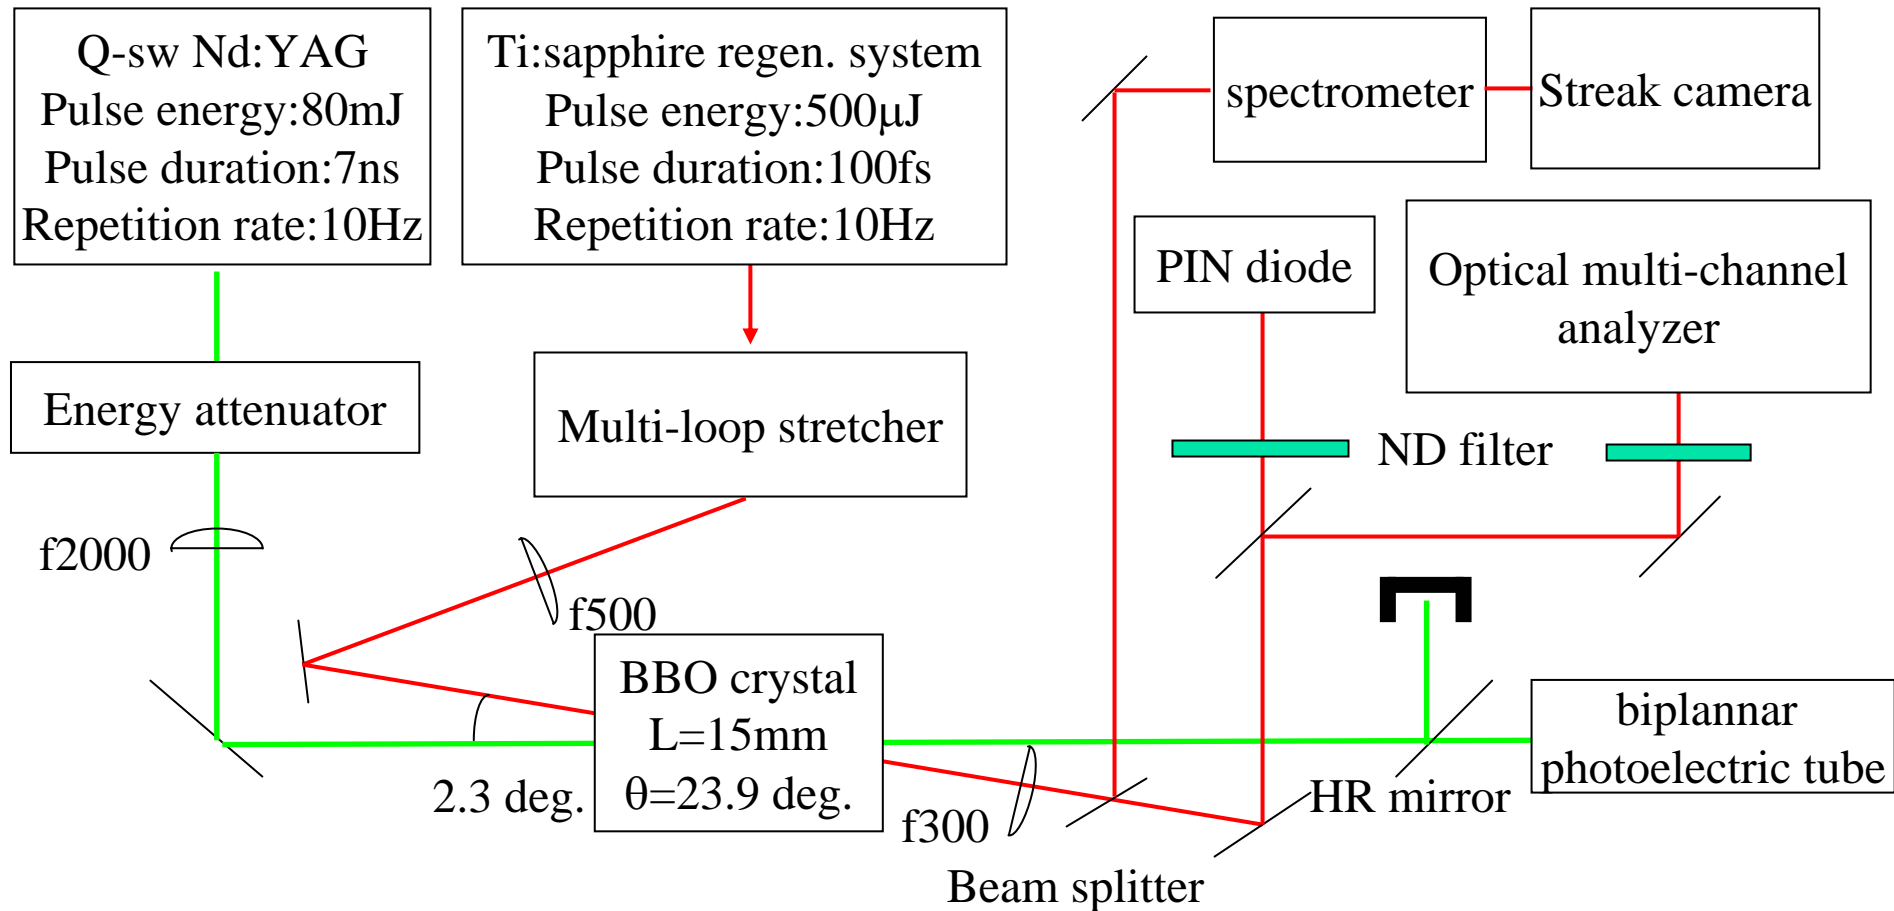 Q-sw Nd:YAG
Pulse energy:80mJ
Pulse duration:7ns
Repetition rate:10Hz
Ti:sapphire regen. system
Pulse energy:500μJ
Pulse duration:100fs
Repetition rate:10Hz
spectrometer
Streak camera
PIN diode
Optical multi-channel
analyzer
Energy attenuator
Multi-loop stretcher
ND filter
f2000
f500
BBO crystal
L=15mm
θ=23.9 deg.
2.3 deg.
f300
HR mirror
biplannar
photoelectric tube
Beam splitter